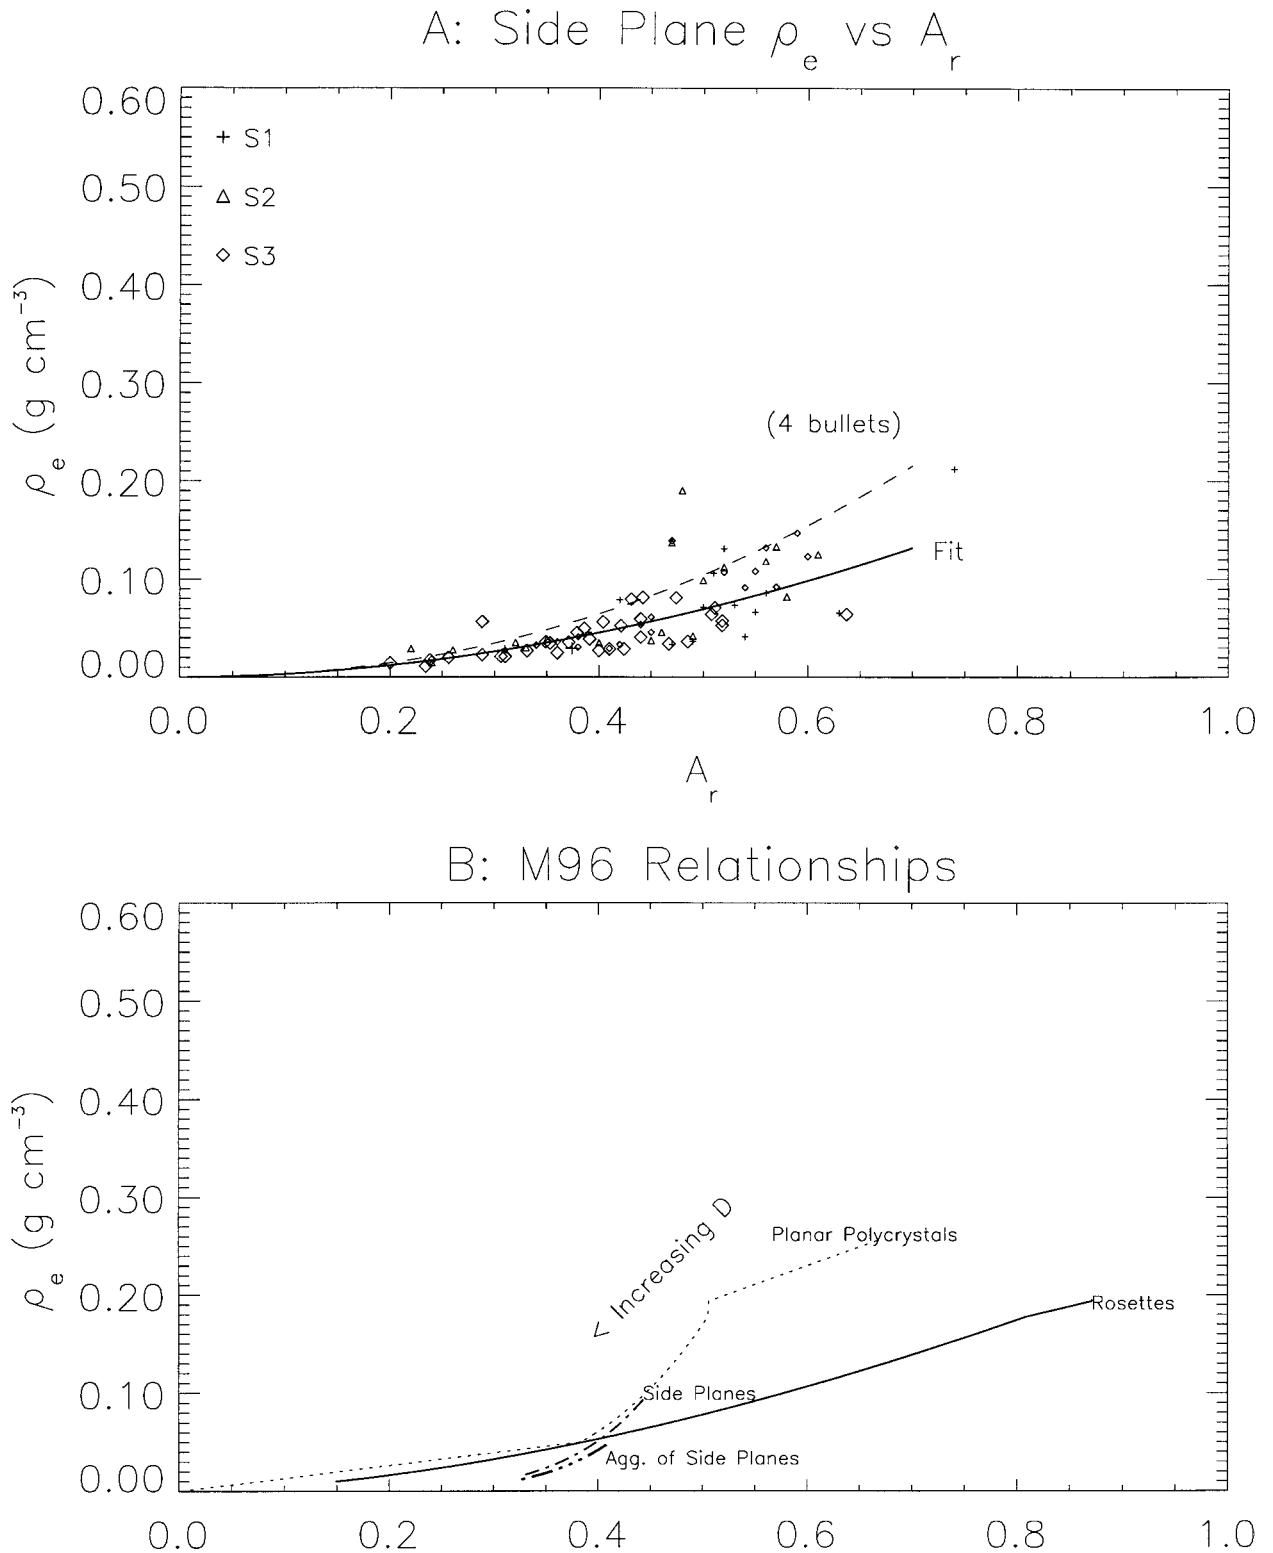 A: Side Plane ρe vs Ar
0.60
0.50
0.40
0.30
0.20
0.10
0.00
ρe (g cm−3)
S1
S2
S3
(4 bullets)
Fit
0.0 0.2 0.4 0.6 0.8 1.0
Ar
B: M96 Relationships
0.60
0.50
0.40
0.30
0.20
0.10
0.00
ρe (g cm−3)
< Increasing D
Planar Polycrystals
Rosettes
Side Planes
Agg. of Side Planes
0.0 0.2 0.4 0.6 0.8 1.0